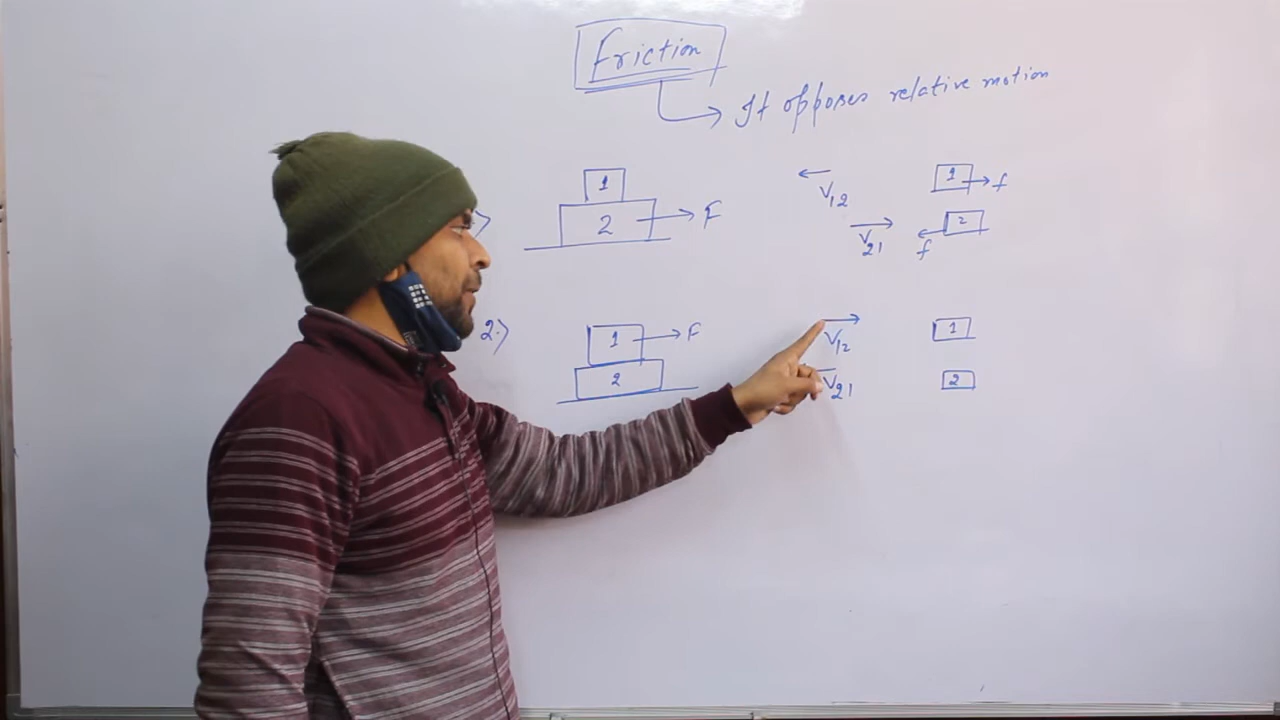 Friction
It opposes relative motion
1
2 F
V12
V21
1 f
2
f
2.)
1 F
2
V12
V21
1
2